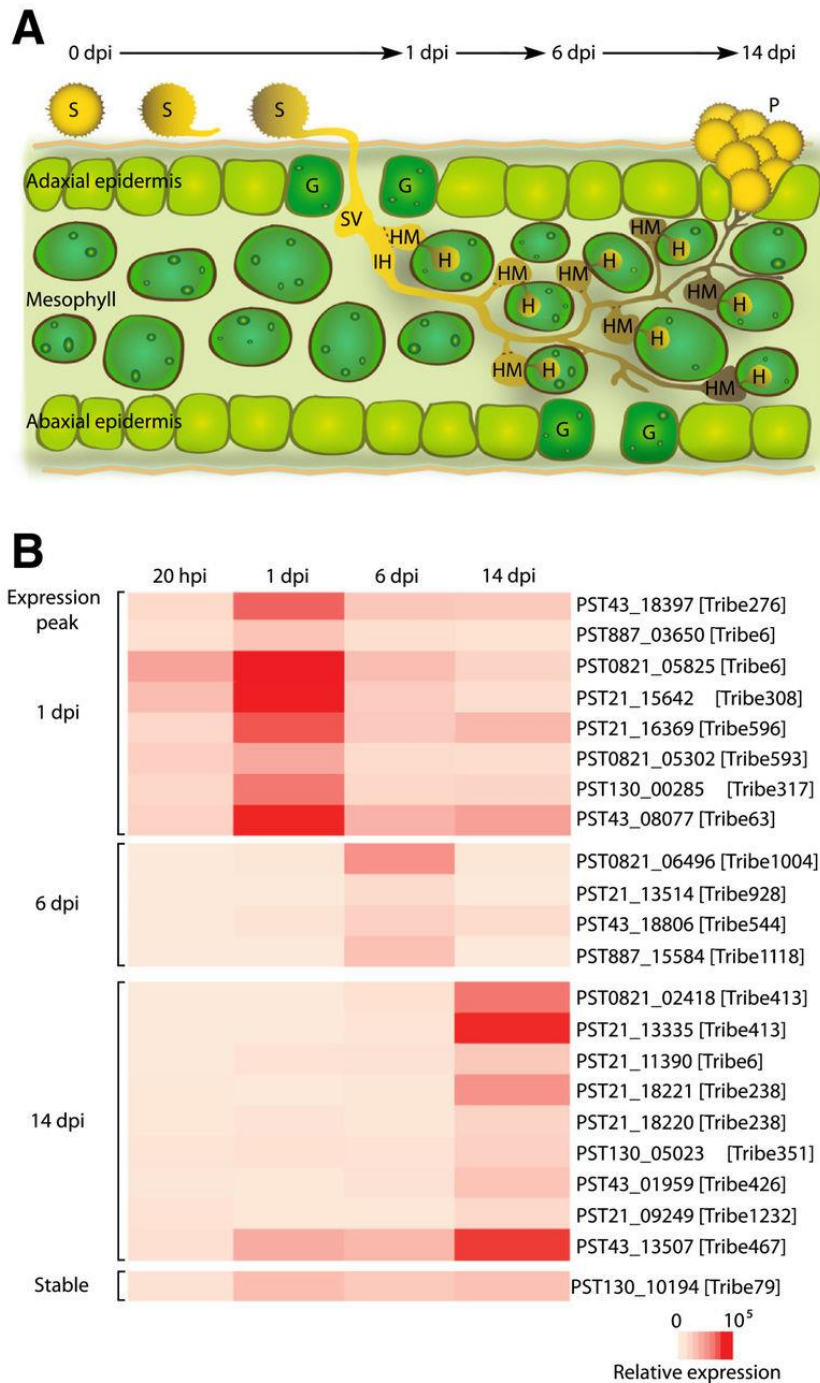 A
0 dpi 1 dpi 6 dpi 14 dpi
S S S P
Adaxial epidermis G G
SV HM HM
IH H H
HM HM H
Mesophyll H HM
HM H H
HM H HM H
Abaxial epidermis G G
B
20 hpi 1 dpi 6 dpi 14 dpi
Expression
peak
1 dpi
PST43_18397 [Tribe276]
PST887_03650 [Tribe6]
PST0821_05825 [Tribe6]
PST21_15642 [Tribe308]
PST21_16369 [Tribe596]
PST0821_05302 [Tribe593]
PST130_00285 [Tribe317]
PST43_08077 [Tribe63]
6 dpi
PST0821_06496 [Tribe1004]
PST21_13514 [Tribe928]
PST43_18806 [Tribe544]
PST887_15584 [Tribe1118]
14 dpi
PST0821_02418 [Tribe413]
PST21_13335 [Tribe413]
PST21_11390 [Tribe6]
PST21_18221 [Tribe238]
PST21_18220 [Tribe238]
PST130_05023 [Tribe351]
PST43_01959 [Tribe426]
PST21_09249 [Tribe1232]
PST43_13507 [Tribe467]
Stable
PST130_10194 [Tribe79]
0 10⁵
Relative expression